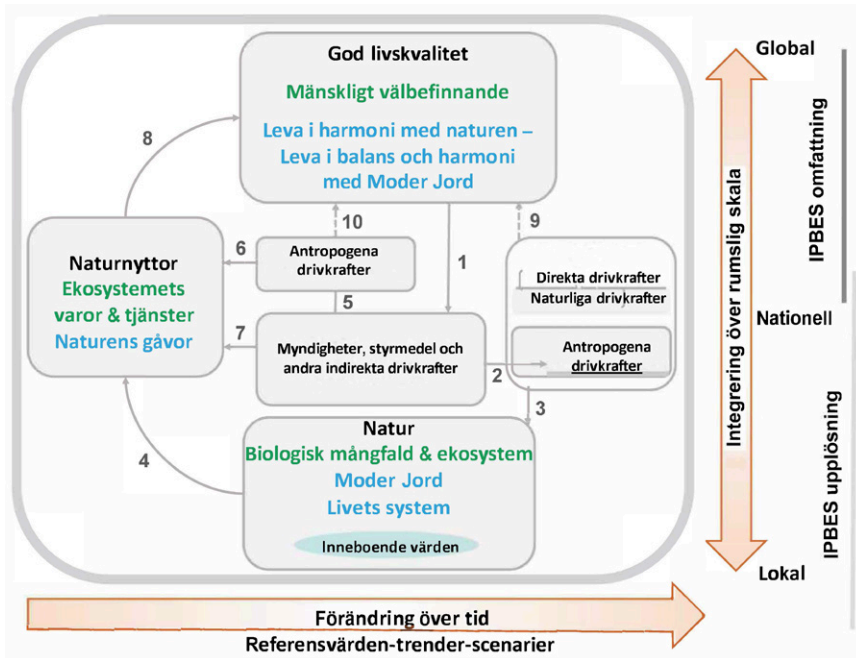 God livskvalitet
Mänskligt välbefinnande
Leva i harmoni med naturen –
Leva i balans och harmoni
med Moder Jord
8
10
9
1
6
Antropogena
drivkrafter
5
Naturnyttor
Ekosystemets
varor & tjänster
Naturens gåvor
7
Myndigheter, styrmedel och
andra indirekta drivkrafter
2
Direkta drivkrafter
Naturliga drivkrafter
Antropogena
drivkrafter
3
4
Natur
Biologisk mångfald & ekosystem
Moder Jord
Livets system
Inneboende värden
Global
Nationell
Lokal
Integrering över rumslig skala
IPBES omfattning
IPBES upplösning
Förändring över tid
Referensvärden-trender-scenarier